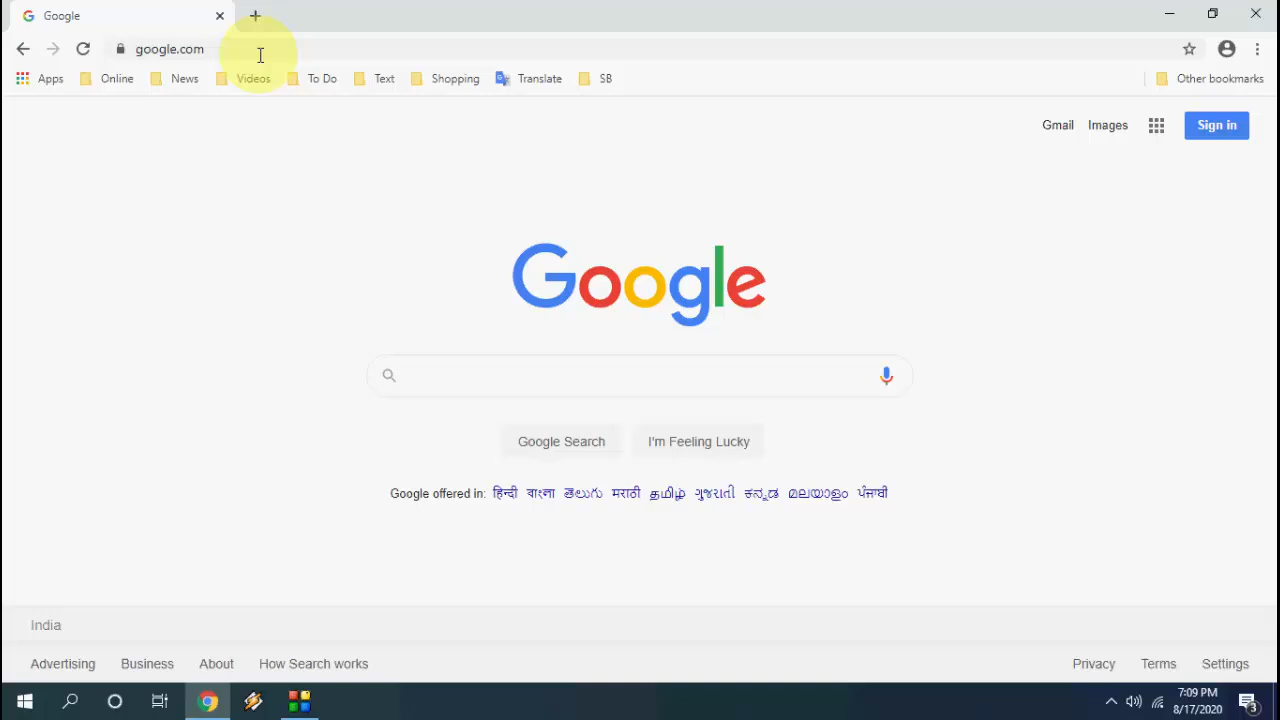 Google
google.com
Apps Online News Videos To Do Text Shopping Translate SB Other bookmarks
Gmail Images Sign in
Google
Google Search I'm Feeling Lucky
Google offered in: हिन्दी বাংলা తెలుగు मराठी தமிழ் ગુજરાતી ಕನ್ನಡ മലയാളം ਪੰਜਾਬੀ
India
Advertising Business About How Search works Privacy Terms Settings
7:09 PM
8/17/2020
3